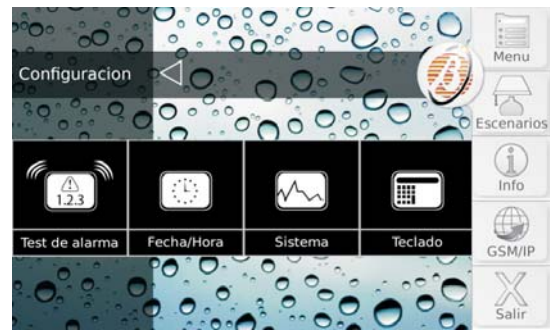 Configuracion
Menu
Escenarios
Info
GSM/IP
Salir
1.2.3
Test de alarma
Fecha/Hora
Sistema
Teclado